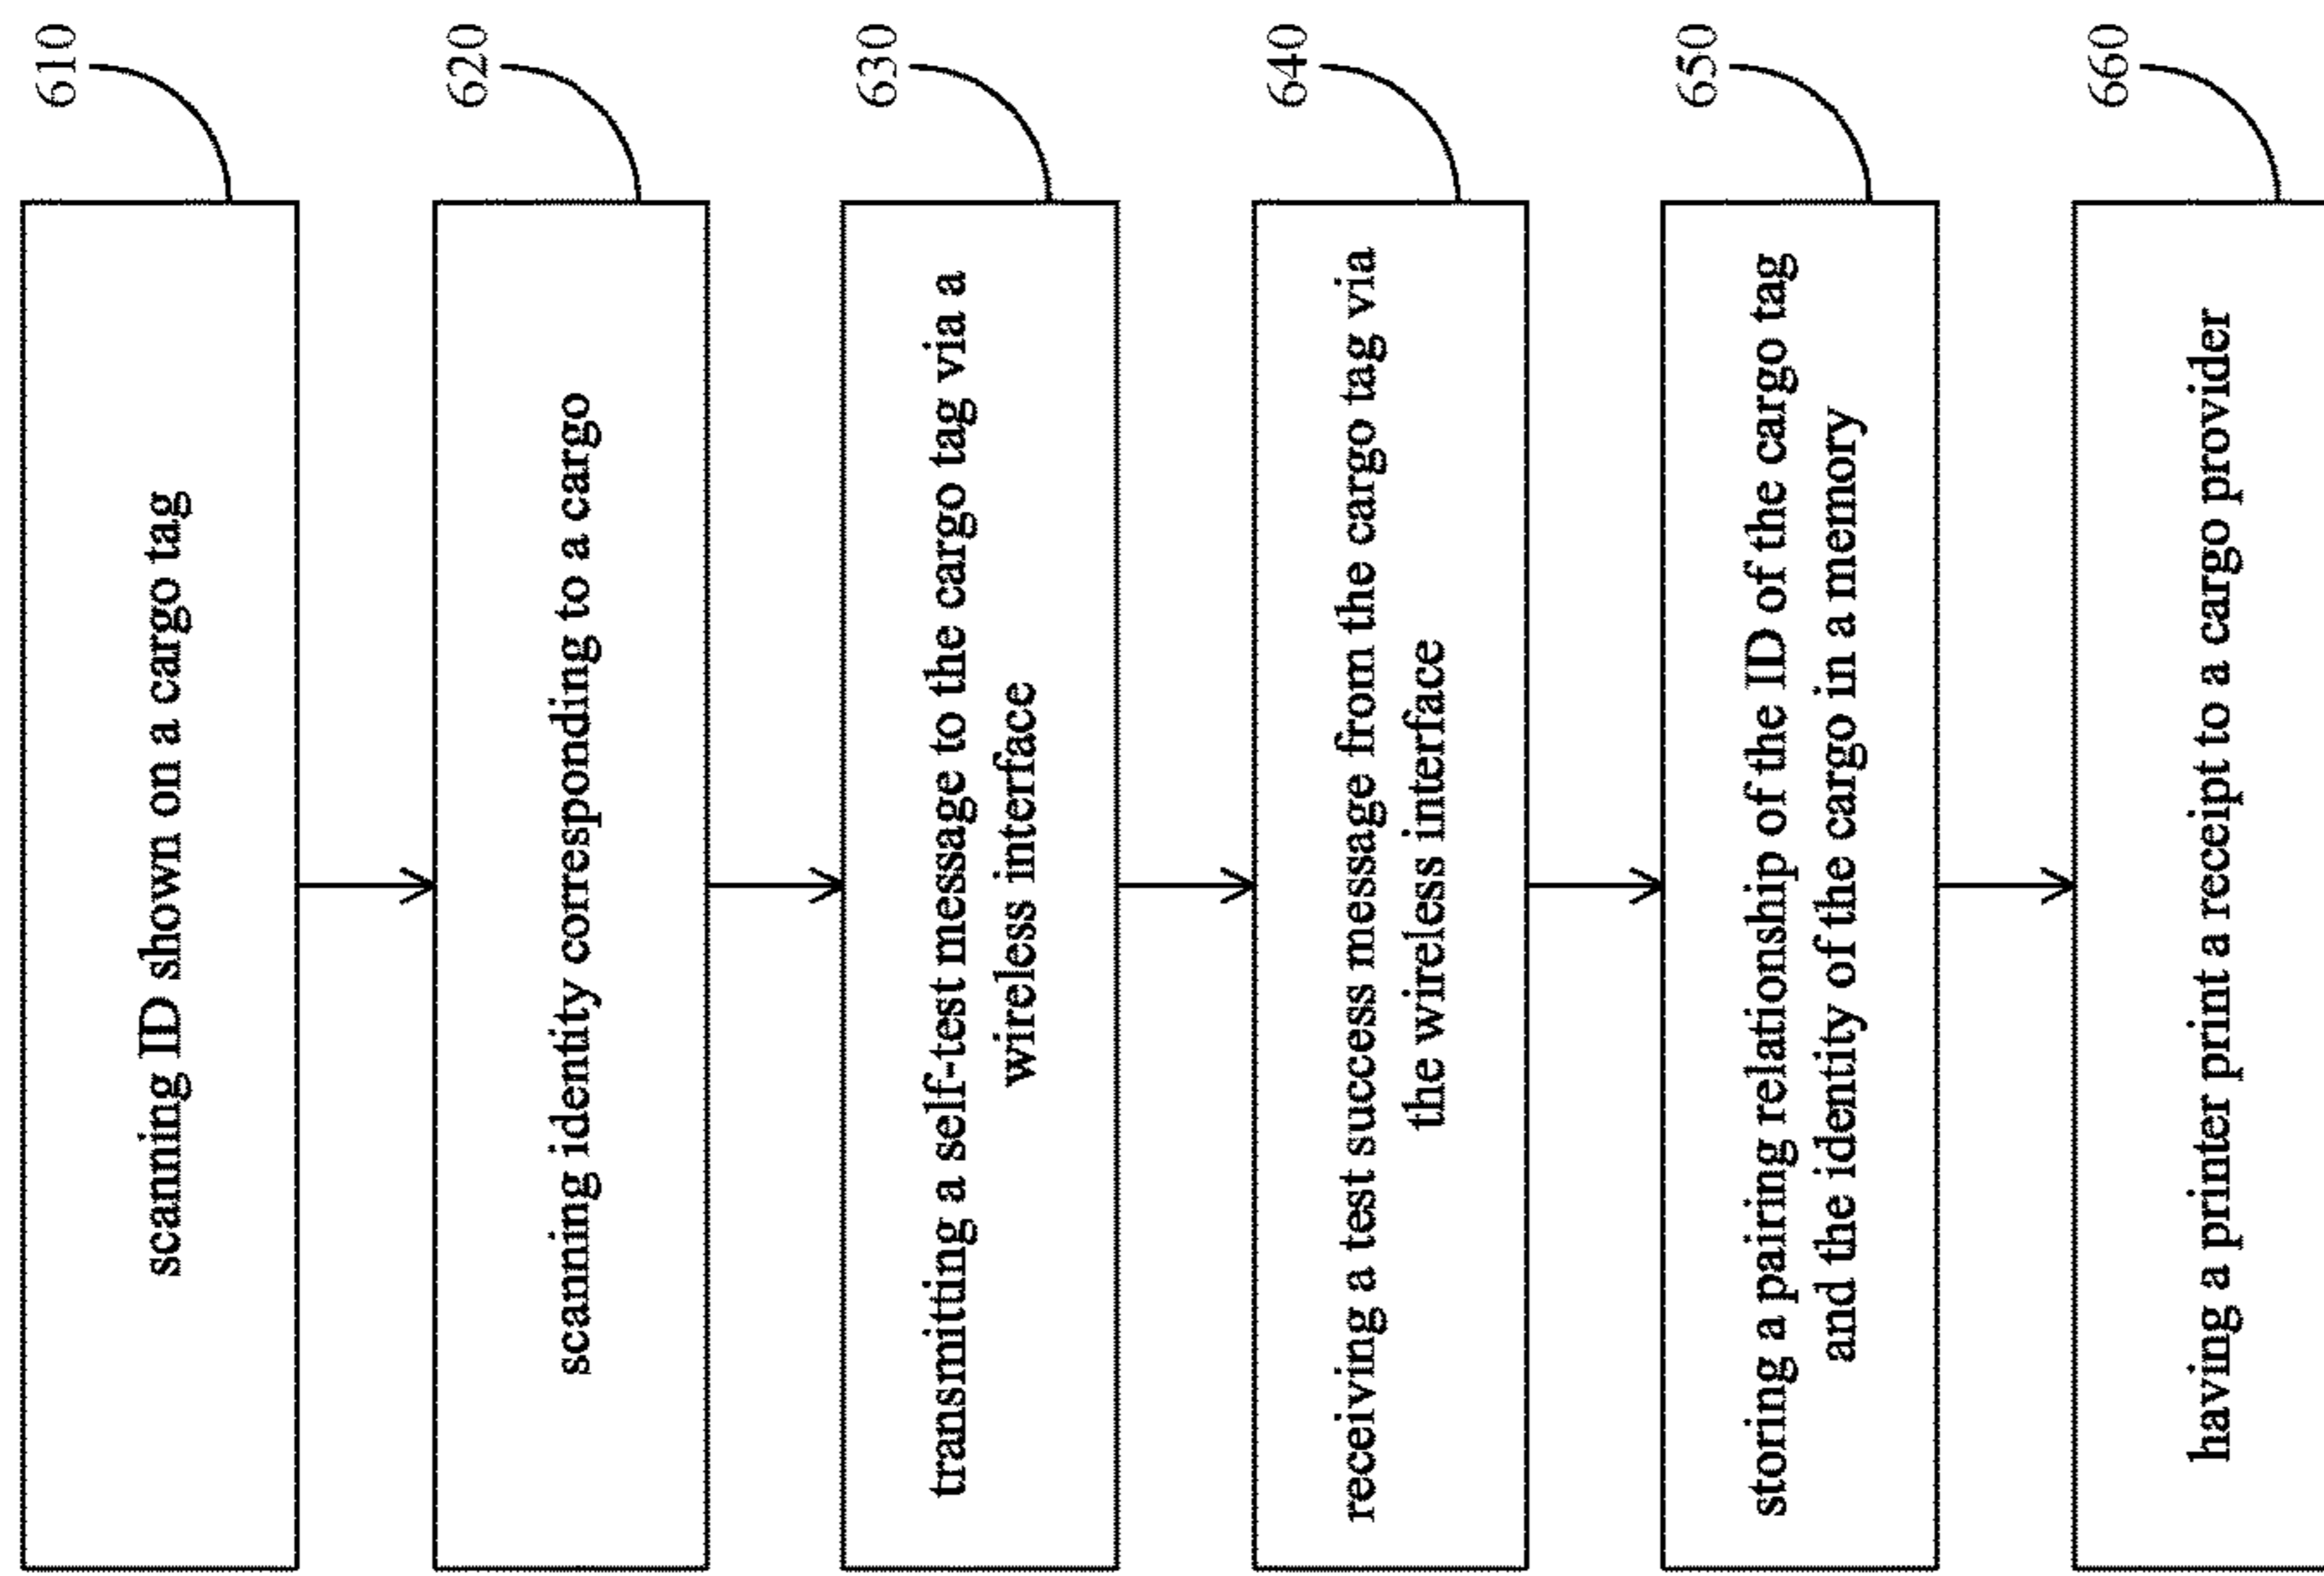 610
scanning ID shown on a cargo tag
620
scanning identity corresponding to a cargo
630
transmitting a self-test message to the cargo tag via a
wireless interface
640
receiving a test success message from the cargo tag via
the wireless interface
650
storing a pairing relationship of the ID of the cargo tag
and the identity of the cargo in a memory
660
having a printer print a receipt to a cargo provider